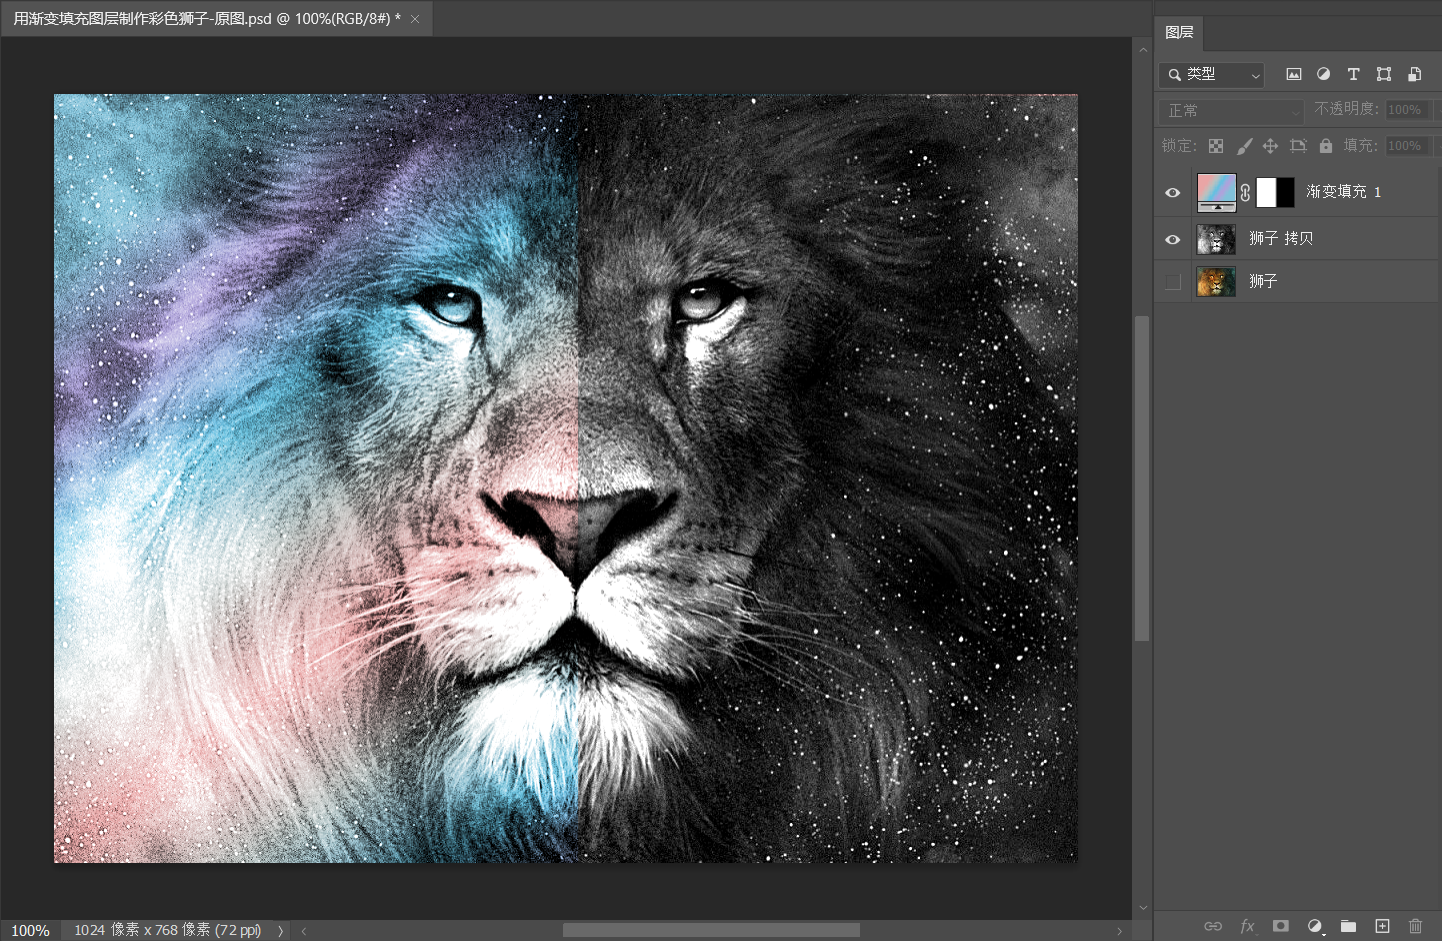 用渐变填充图层制作彩色狮子-原图.psd @ 100%(RGB/8#) * ×
图层
类型
正常 不透明度: 100%
锁定: 填充: 100%
渐变填充 1
狮子 拷贝
狮子
fx
100% 1024 像素 x 768 像素 (72 ppi)